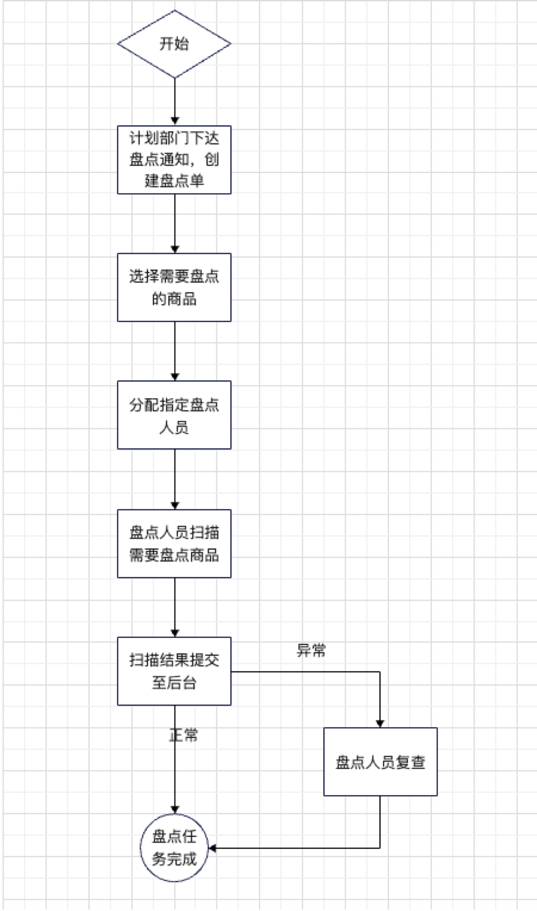 开始
计划部门下达
盘点通知，创
建盘点单
选择需要盘点
的商品
分配指定盘点
人员
盘点人员扫描
需要盘点商品
扫描结果提交
至后台
异常
正常
盘点人员复查
盘点任
务完成